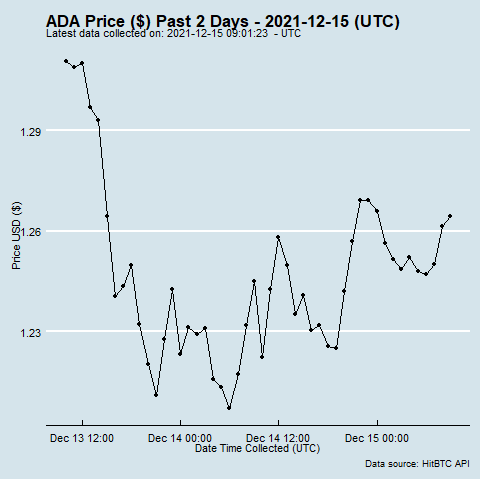 ADA Price ($) Past 2 Days - 2021-12-15 (UTC)
Latest data collected on: 2021-12-15 09:01:23  - UTC
1.29
1.26
1.23
Price USD ($)
Dec 13 12:00
Dec 14 00:00
Dec 14 12:00
Dec 15 00:00
Date Time Collected (UTC)
Data source: HitBTC API